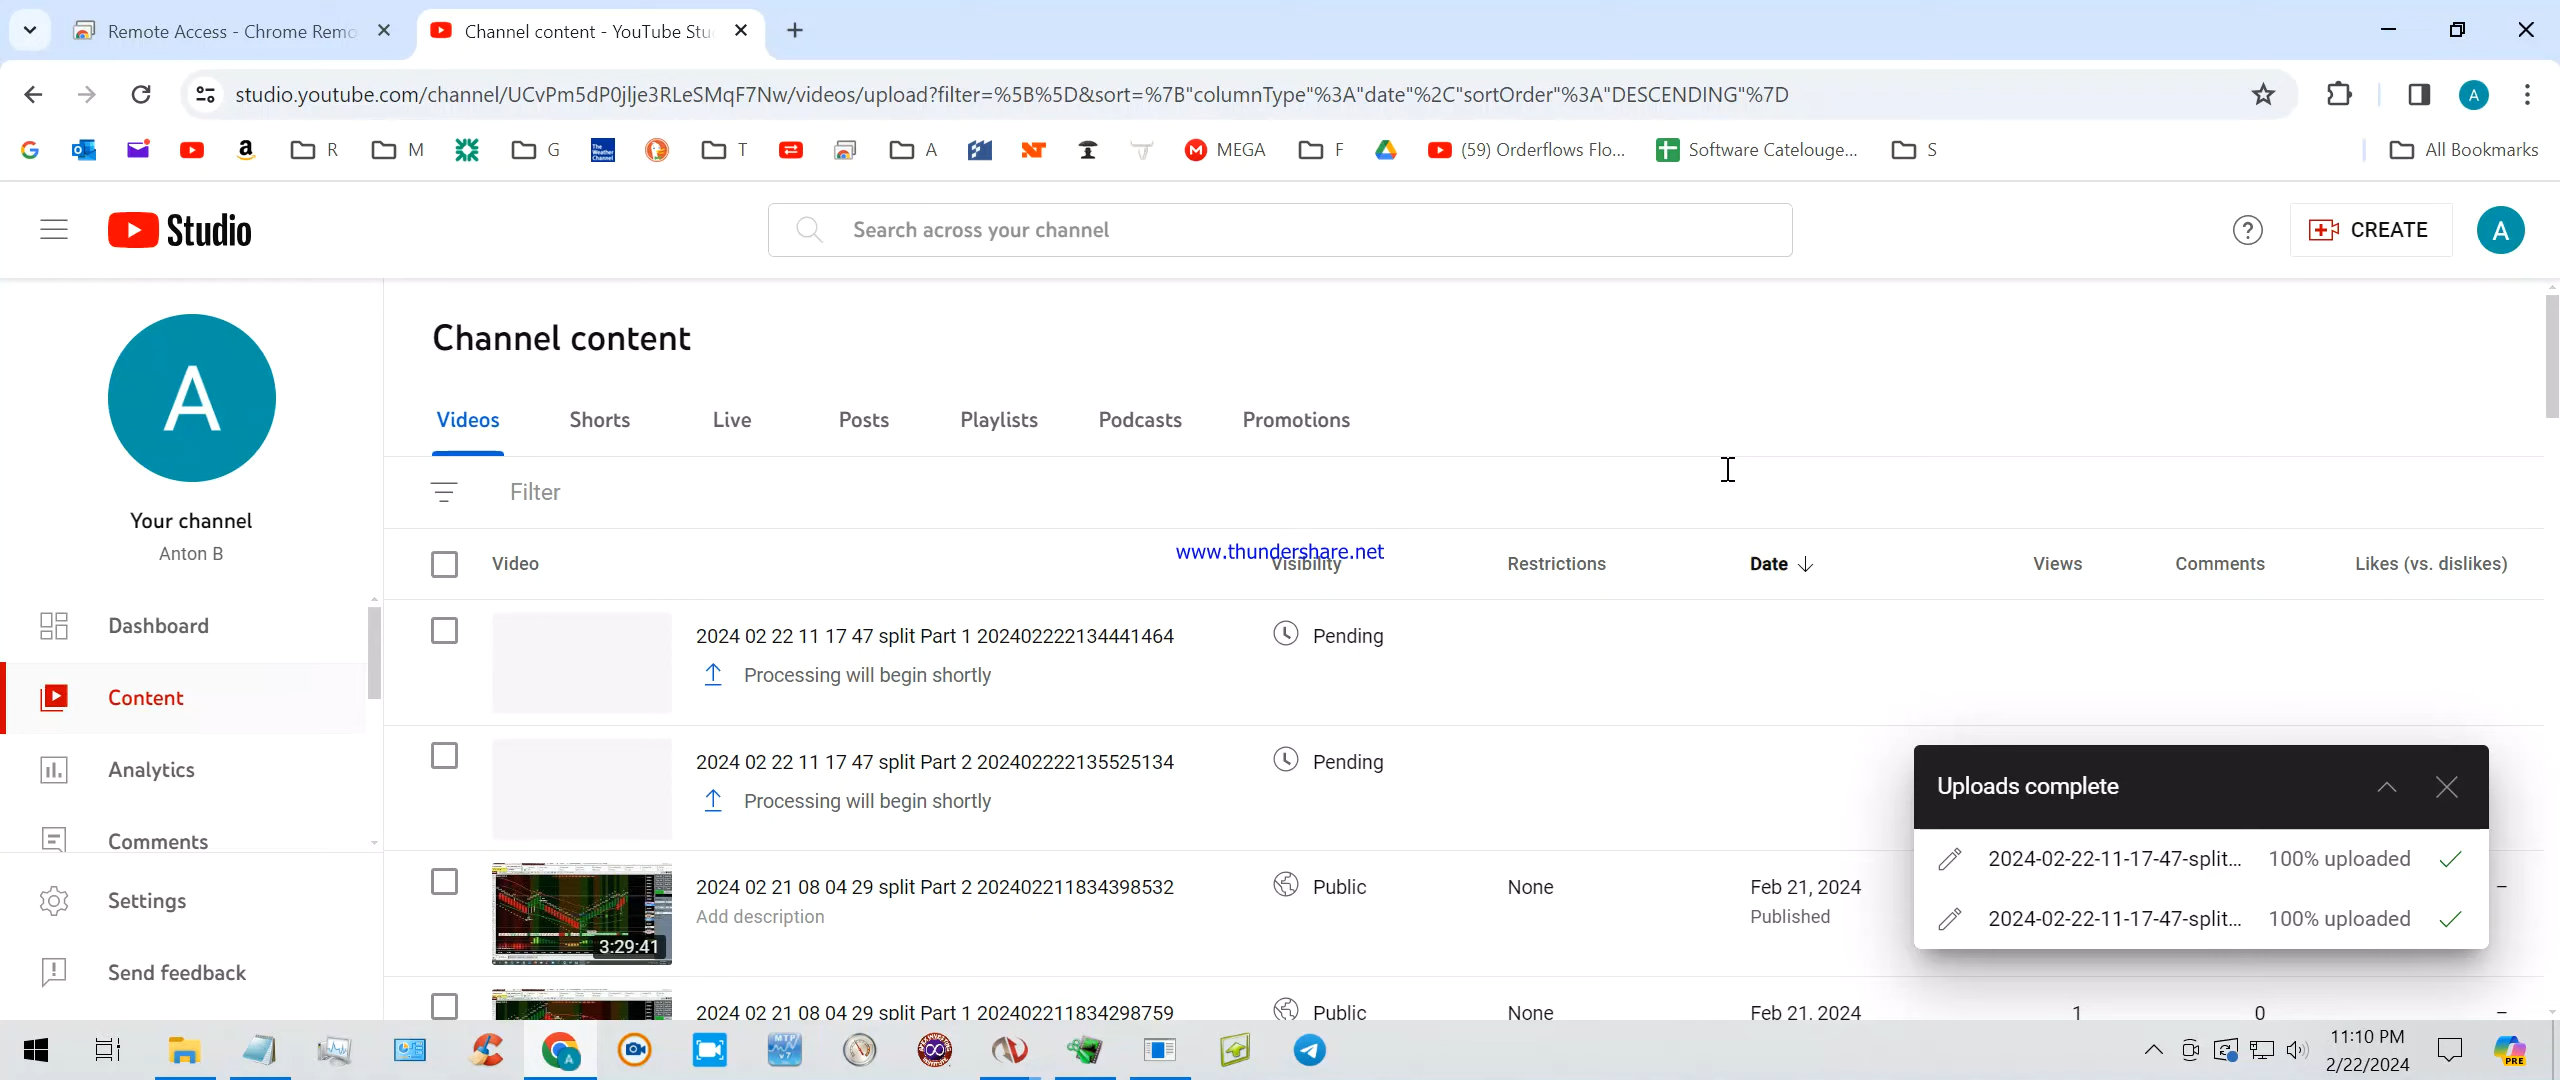 Remote Access - Chrome Remo
Channel content - YouTube Stu
studio.youtube.com/channel/UCvPm5dP0jlje3RLeSMqF7Nw/videos/upload?filter=%5B%5D&sort=%7B"columnType"%3A"date"%2C"sortOrder"%3A"DESCENDING"%7D
A
R
M
G
T
A
MEGA
F
(59) Orderflows Flo...
Software Catelouge...
S
All Bookmarks
Studio
Search across your channel
CREATE
A
A
Your channel
Anton B
Dashboard
Content
Analytics
Comments
Settings
Send feedback
Channel content
Videos Shorts Live Posts Playlists Podcasts Promotions
Filter
www.thundershare.net
Video Visibility Restrictions Date Views Comments Likes (vs. dislikes)
2024 02 22 11 17 47 split Part 1 202402222134441464
Pending
Processing will begin shortly
2024 02 22 11 17 47 split Part 2 202402222135525134
Pending
Processing will begin shortly
2024 02 21 08 04 29 split Part 2 202402211834398532
Public None Feb 21, 2024 –
Add description
Published
3:29:41
2024 02 21 08 04 29 split Part 1 202402211834298759
Public None Feb 21, 2024 1 0 –
Uploads complete
2024-02-22-11-17-47-split... 100% uploaded
2024-02-22-11-17-47-split... 100% uploaded
11:10 PM
2/22/2024
PRE